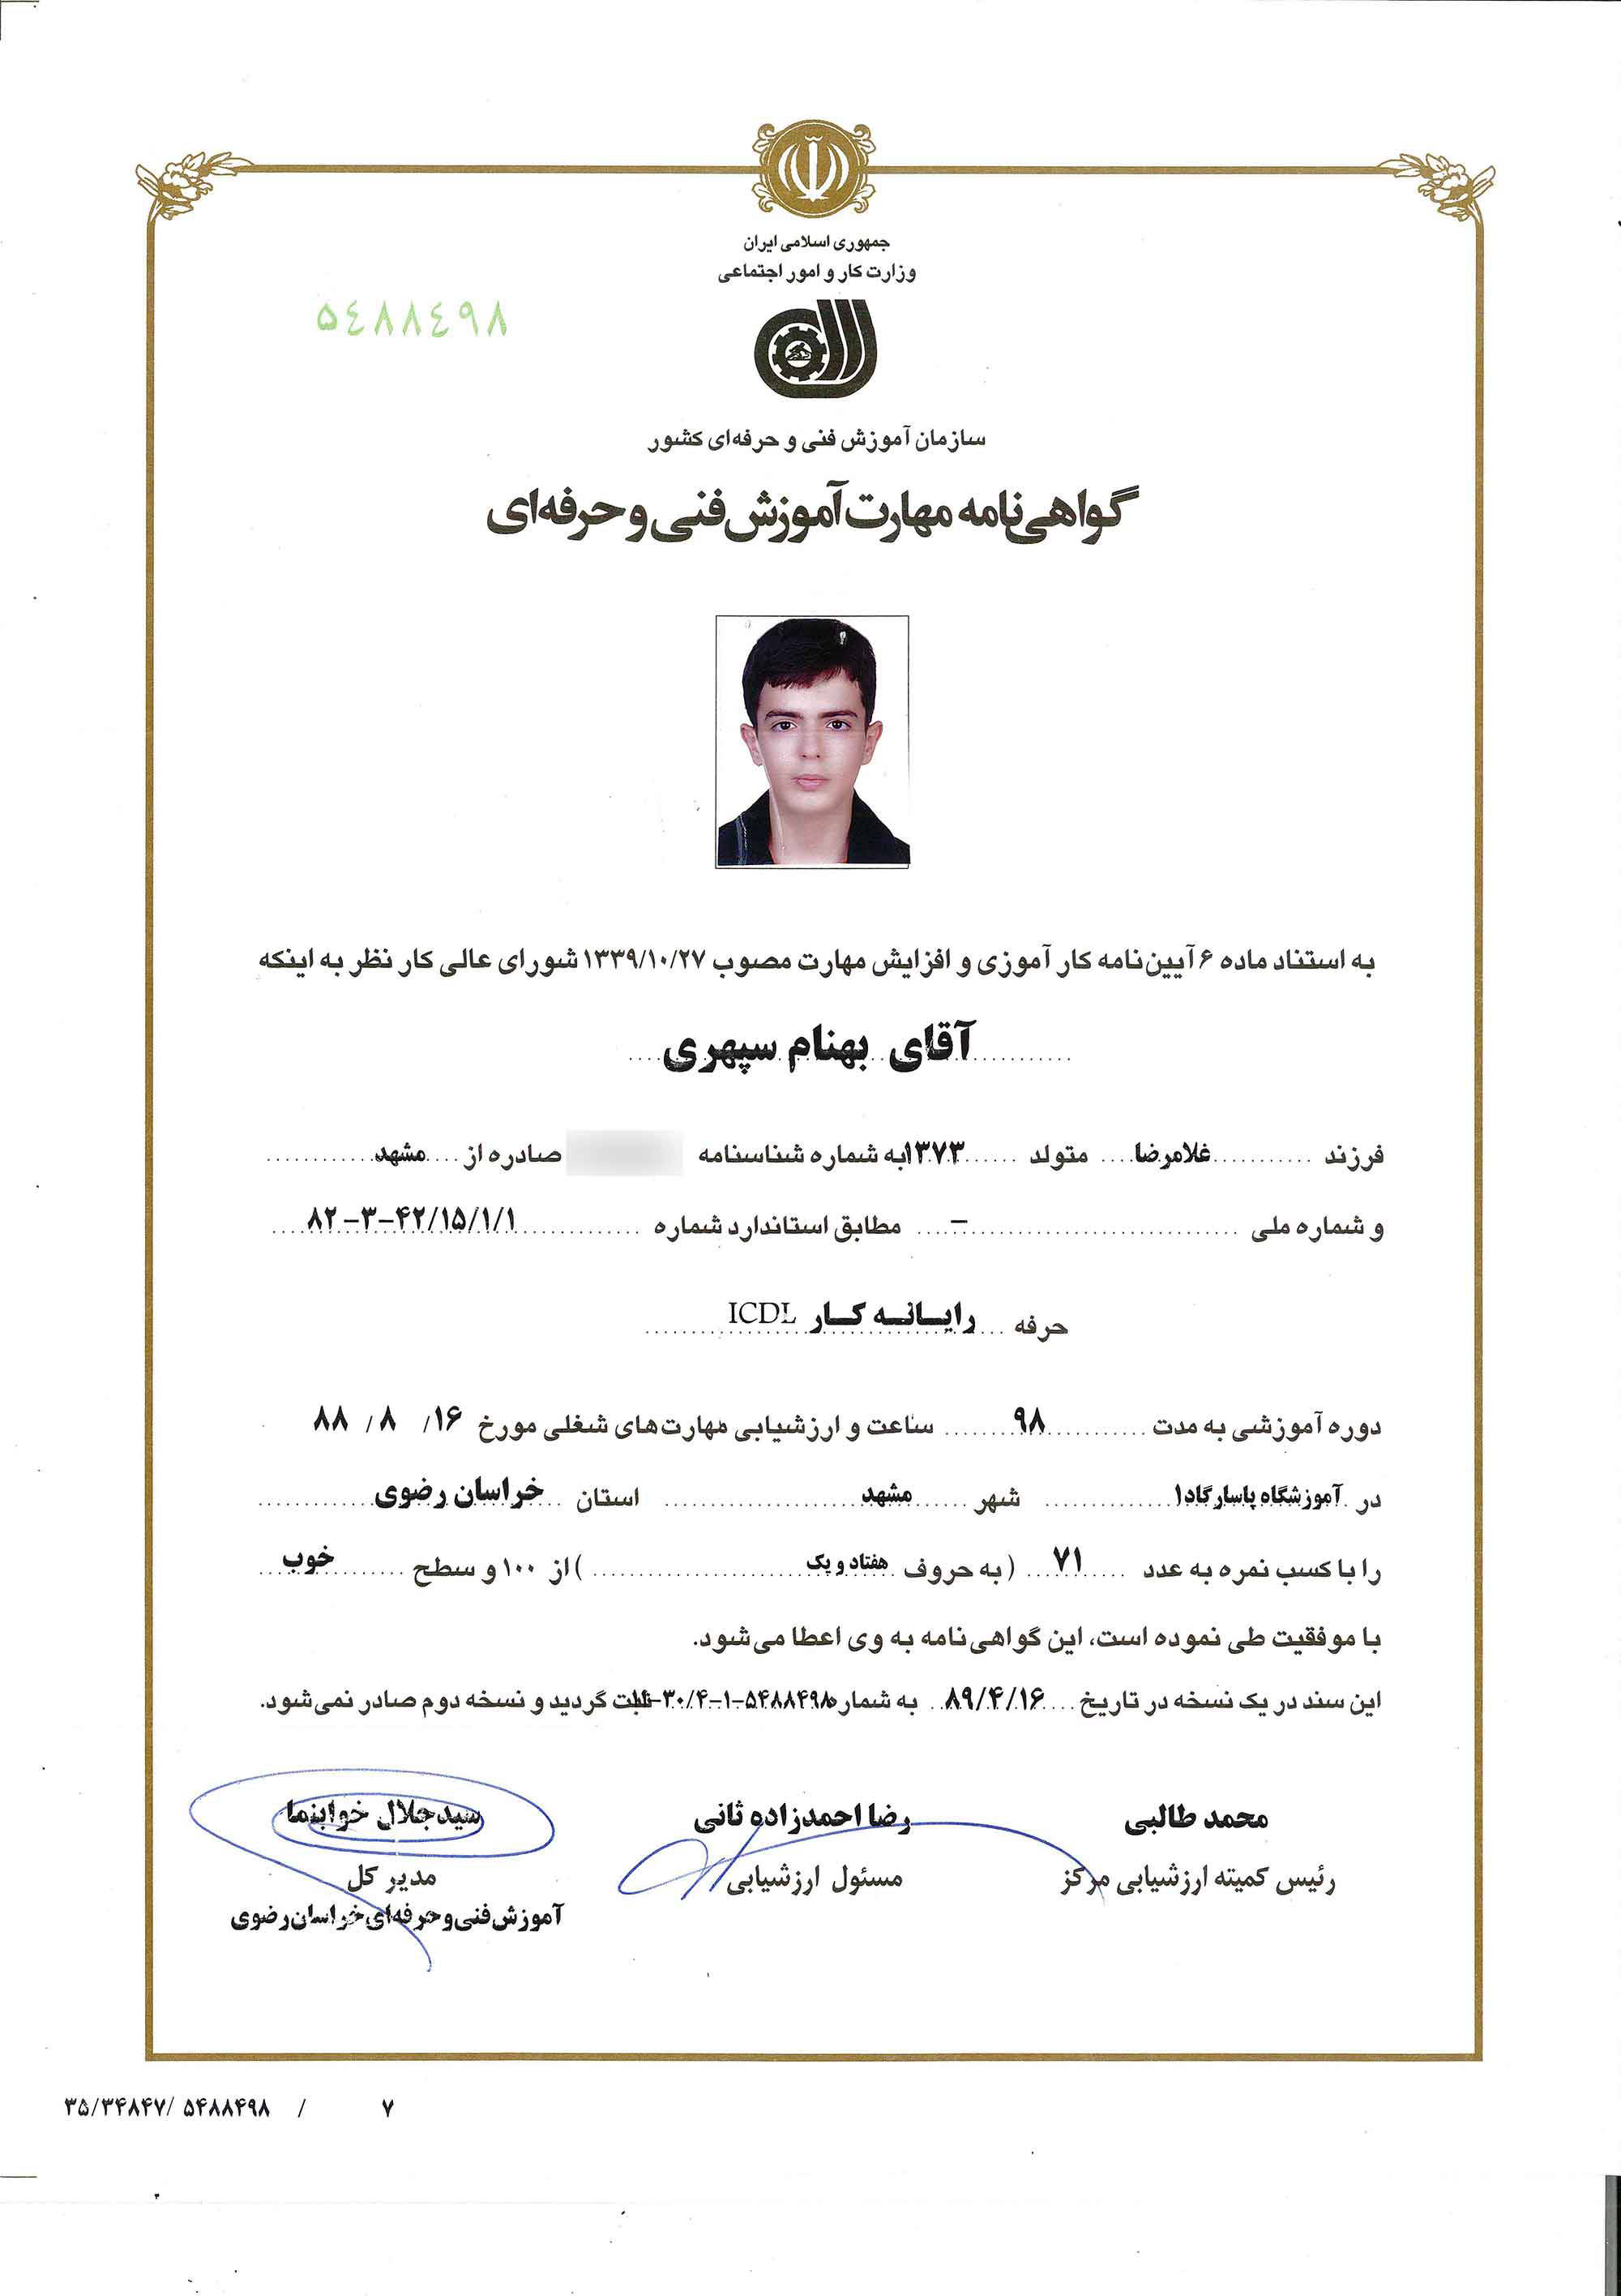 جمهوری اسلامی ایران
وزارت کار و امور اجتماعی
۵٤۸۸٤۹۸
سازمان آموزش فنی و حرفه‌ای کشور
گواهی‌نامه مهارت آموزش فنی و حرفه‌ای
به استناد ماده ۶ آیین‌نامه کار آموزی و افزایش مهارت مصوب ۱۳۳۹/۱۰/۲۷ شورای عالی کار نظر به اینکه
آقای بهنام سپهری
فرزند غلامرضا متولد ۱۳۷۳ به شماره شناسنامه صادره از مشهد
و شماره ملی – مطابق استاندارد شماره ۸۲-۳-۴۲/۱۵/۱/۱
حرفه رایانه کار ICDL
دوره آموزشی به مدت ۹۸ ساعت و ارزشیابی مهارت‌های شغلی مورخ ۱۶/ ۸ /۸۸
در آموزشگاه پاسارگاد۱ شهر مشهد استان خراسان رضوی
را با کسب نمره به عدد ۷۱ (به حروف هفتاد و یک) از ۱۰۰ و سطح خوب
با موفقیت طی نموده است، این گواهی‌نامه به وی اعطا می‌شود.
این سند در یک نسخه در تاریخ ۸۹/۴/۱۶ به شماره ۵۴۸۸۴۹۸-۱-۳۰/۴ ثبت گردید و نسخه دوم صادر نمی‌شود.
محمد طالبی
رئیس کمیته ارزشیابی مرکز
رضا احمدزاده ثانی
مسئول ارزشیابی
سیدجلال خوابنما
مدیر کل
آموزش فنی و حرفه‌ای خراسان رضوی
۳۵/۳۴۸۴۷/ ۵۴۸۸۴۹۸ / ۷